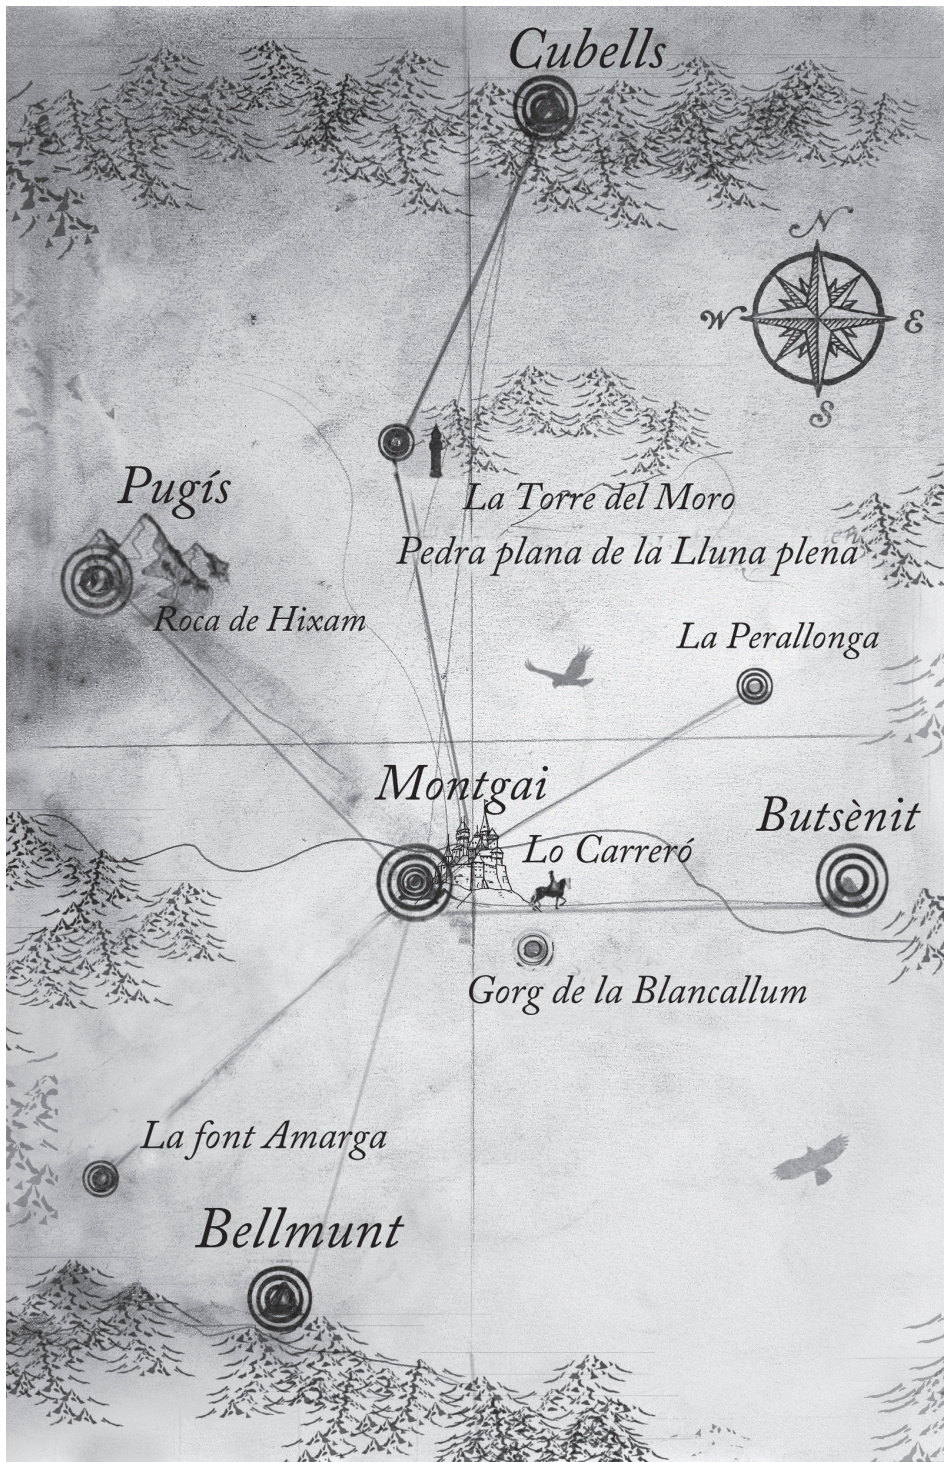 Cubells
N
W
E
S
Pugís
La Torre del Moro
Pedra plana de la Lluna plena
Roca de Hixam
La Perallonga
Montgai
Butsènit
Lo Carreró
Gorg de la Blancallum
La font Amarga
Bellmunt